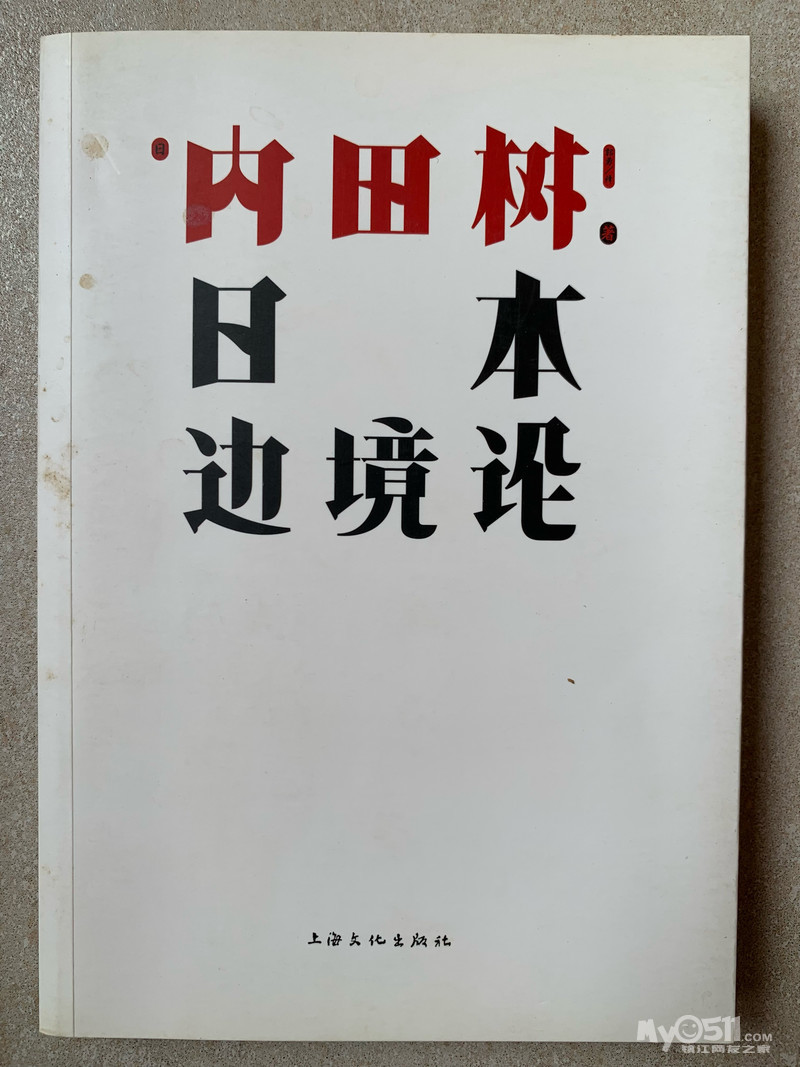 日 内田树 著
日本
边境论
上海文化出版社
My0511.COM
镇江网友之家